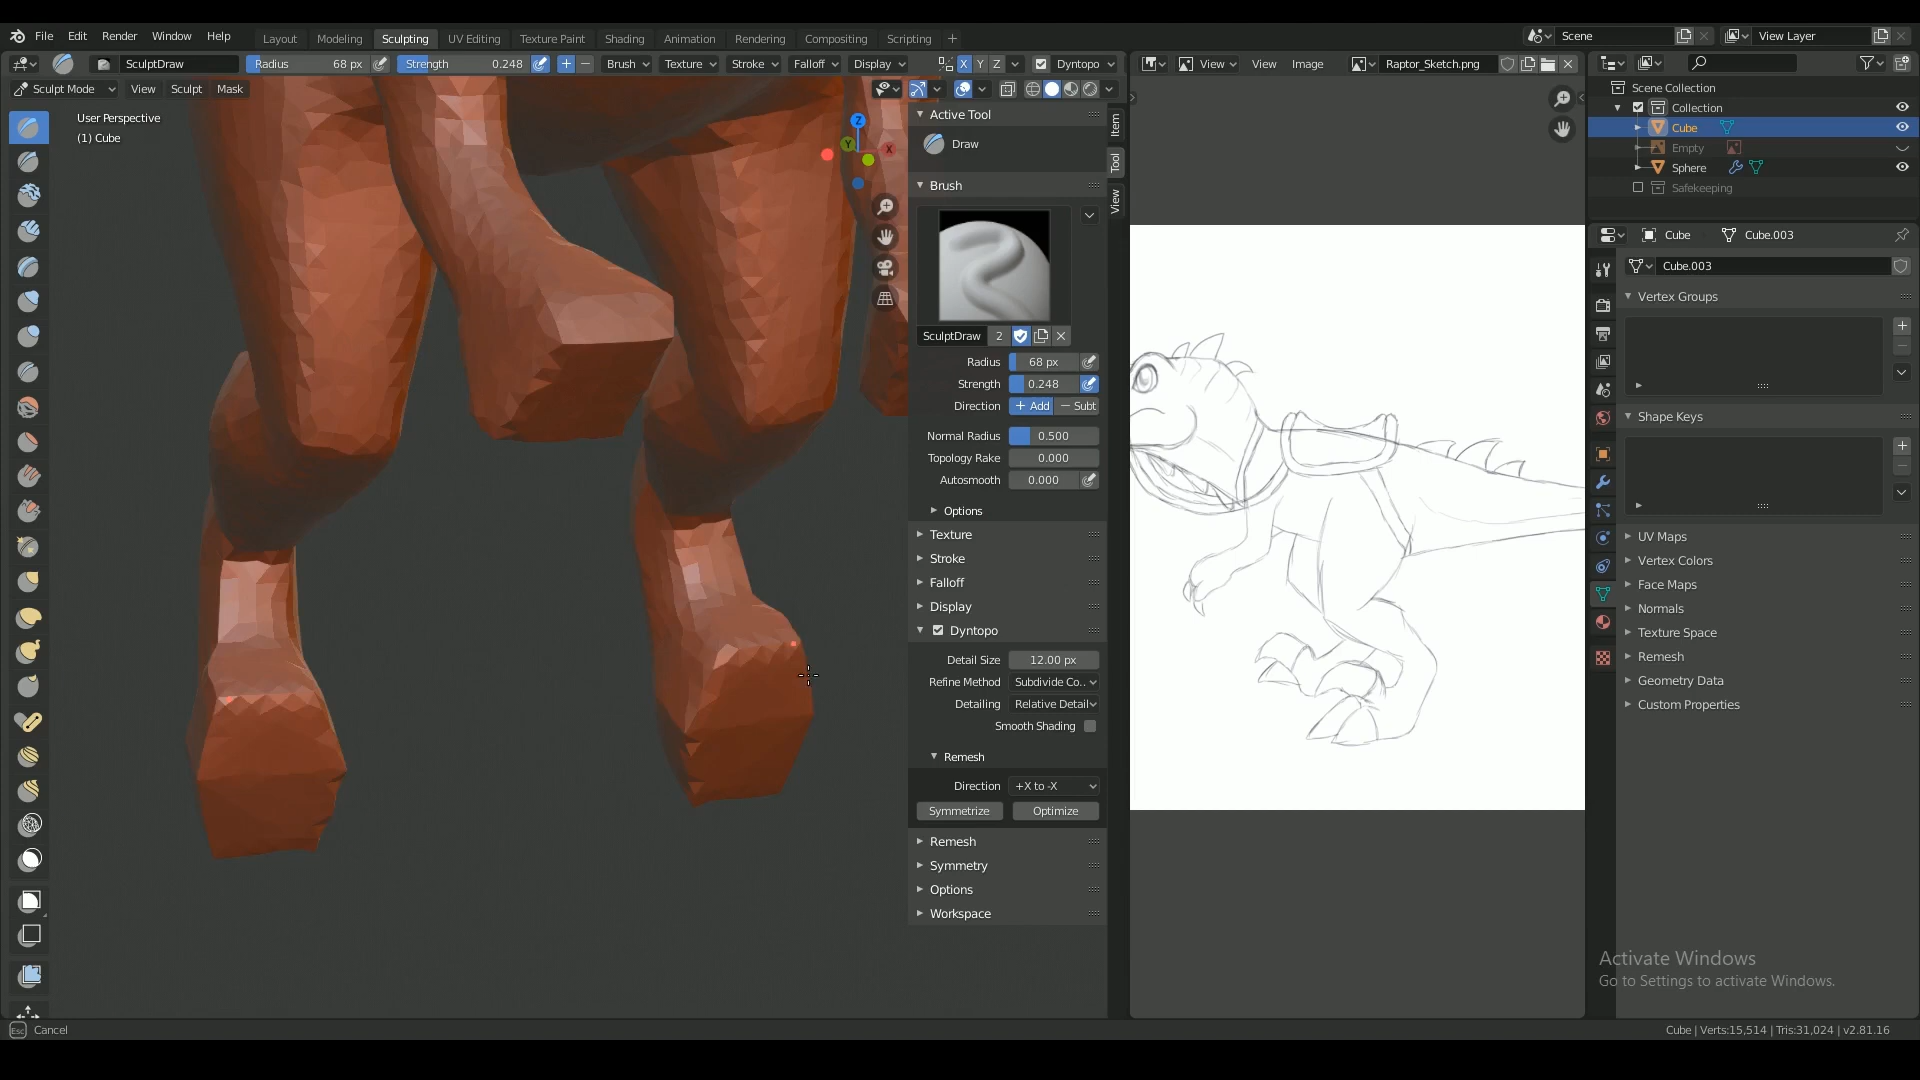 File Edit Render Window Help Layout Modeling Sculpting UV Editing Texture Paint Shading Animation Rendering Compositing Scripting + Scene View Layer
SculptDraw Radius 68 px Strength 0.248 Brush Texture Stroke Falloff Display X Y Z Dyntopo View View Image Raptor_Sketch.png
Sculpt Mode View Sculpt Mask
User Perspective
(1) Cube
Z
Y
X
Active Tool
Draw
Brush
SculptDraw 2
Radius 68 px
Strength 0.248
Direction + Add − Subt
Normal Radius 0.500
Topology Rake 0.000
Autosmooth 0.000
Options
Texture
Stroke
Falloff
Display
Dyntopo
Detail Size 12.00 px
Refine Method Subdivide Co..
Detailing Relative Detail
Smooth Shading
Remesh
Direction +X to -X
Symmetrize Optimize
Remesh
Symmetry
Options
Workspace
Item
Tool
View
Scene Collection
Collection
Cube
Empty
Sphere
Safekeeping
Cube Cube.003
Cube.003
Vertex Groups
Shape Keys
UV Maps
Vertex Colors
Face Maps
Normals
Texture Space
Remesh
Geometry Data
Custom Properties
Activate Windows
Go to Settings to activate Windows.
Esc Cancel
Cube | Verts:15,514 | Tris:31,024 | v2.81.16